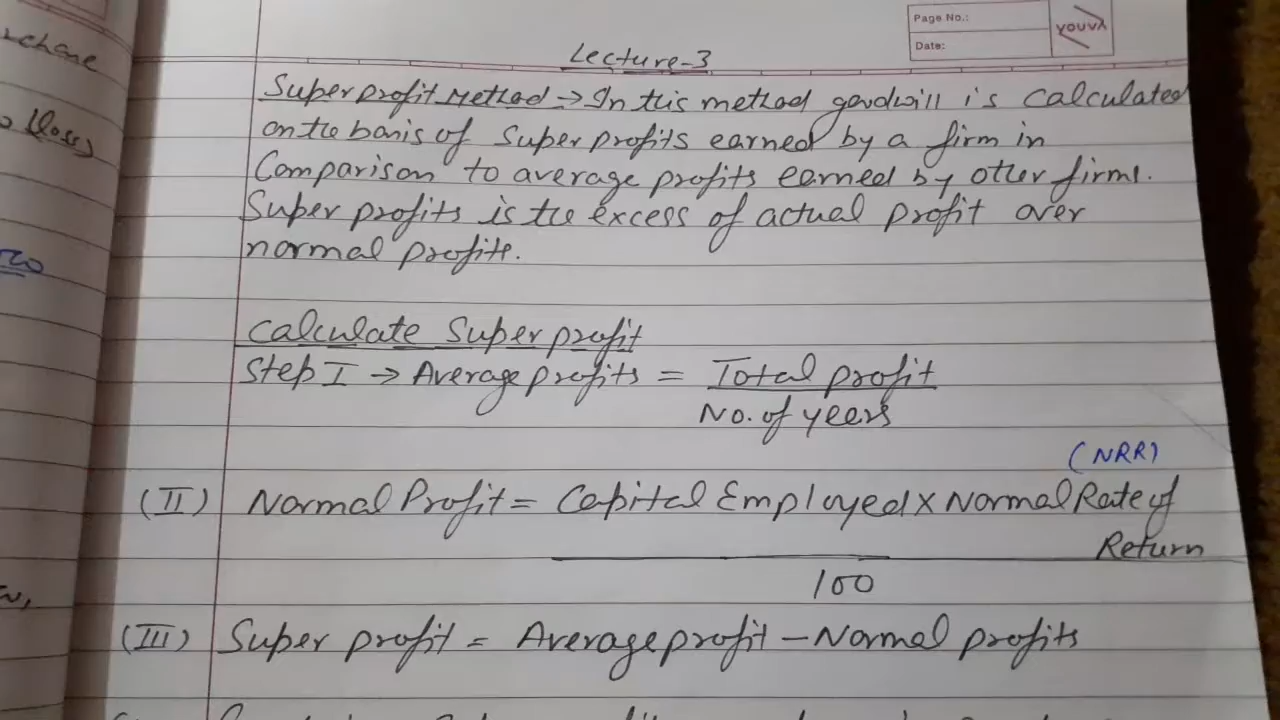 Page No.:
Date:
YOUVA
Lecture-3
Super profit Method → In this method goodwill is calculated
on the basis of Super profits earned by a firm in
Comparison to average profits earned by other firms.
Super profits is the excess of actual profit over
normal profits.
Calculate Super profit
Step I → Average profits = Total profit
No. of years
(NRR)
(II) Normal Profit = Capital Employed x Normal Rate of
Return
100
(III) Super profit = Average profit - Normal profits